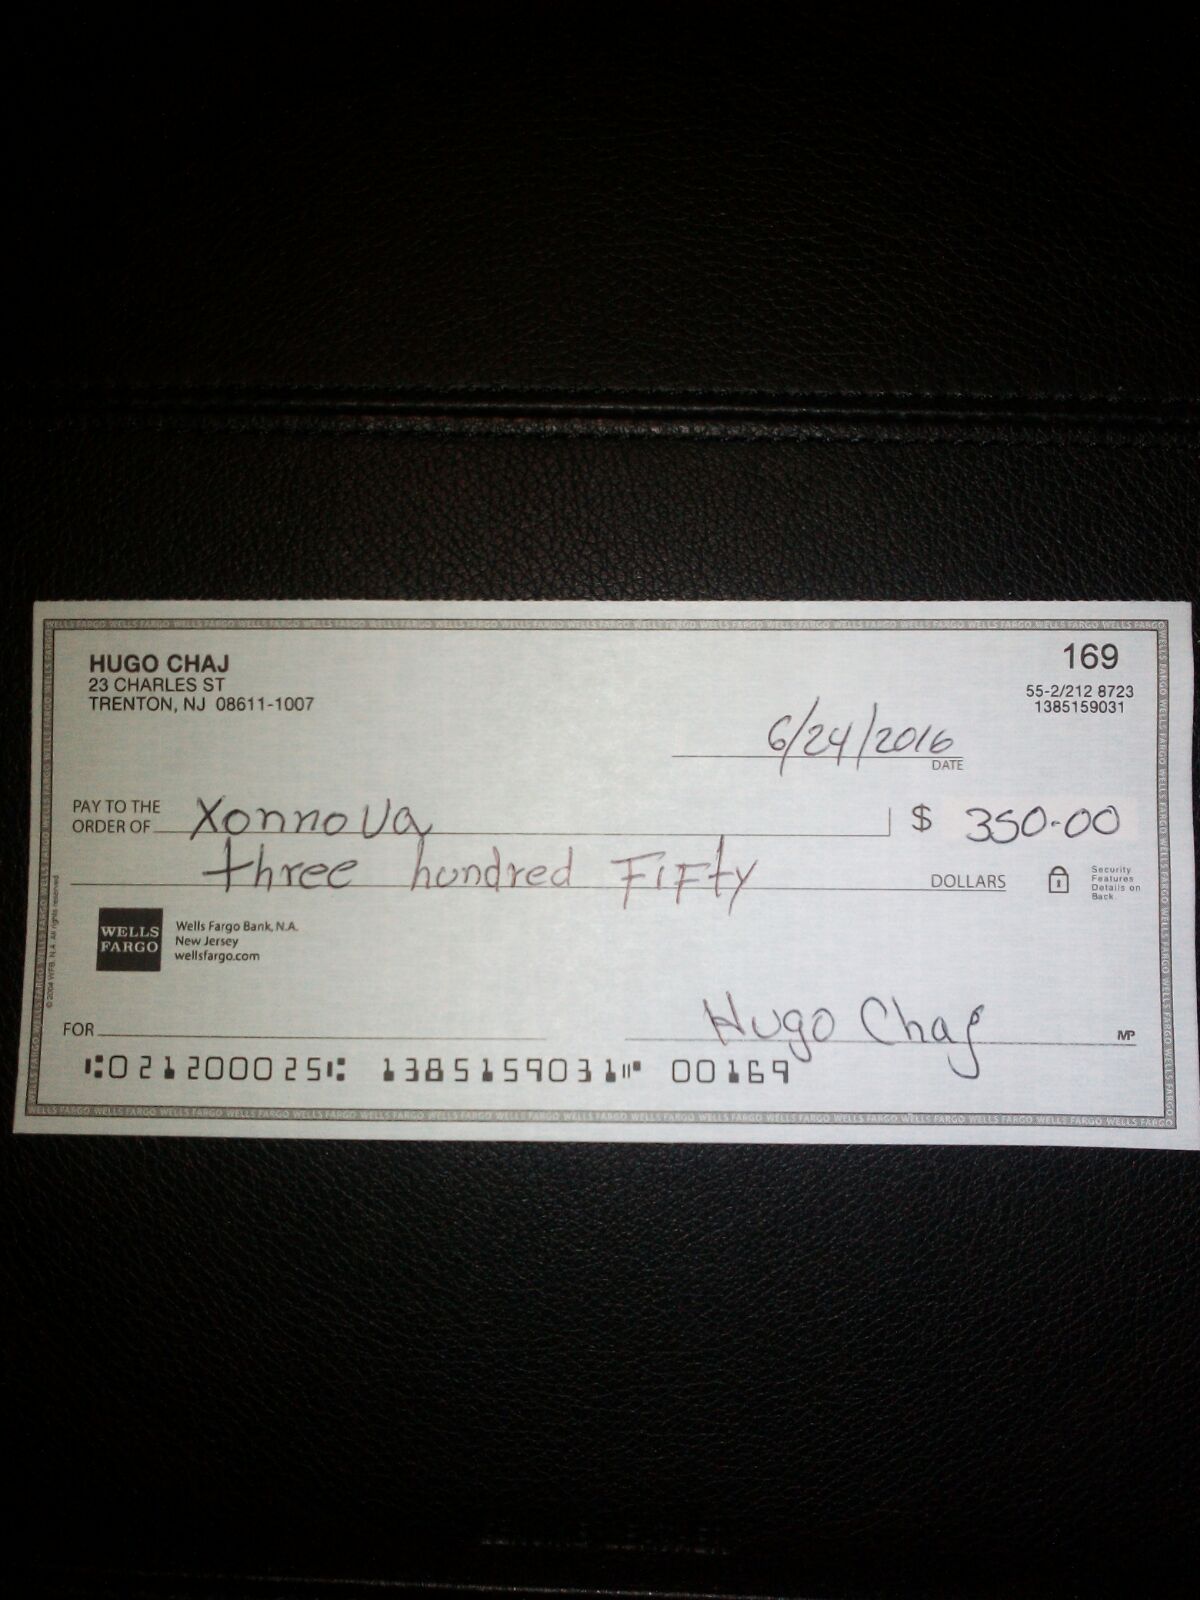 HUGO CHAJ
23 CHARLES ST
TRENTON, NJ 08611-1007
169
55-2/212 8723
1385159031
6/24/2016
DATE
PAY TO THE
ORDER OF Xonnova $ 350.00
three hundred FiFty DOLLARS
Security
Features
Details on
Back.
WELLS
FARGO
Wells Fargo Bank, N.A.
New Jersey
wellsfargo.com
© 2004 WFB, N.A. All rights reserved
FOR
Hugo Chaj
MP
⑆021200025⑆ 1385159031⑈ 00169